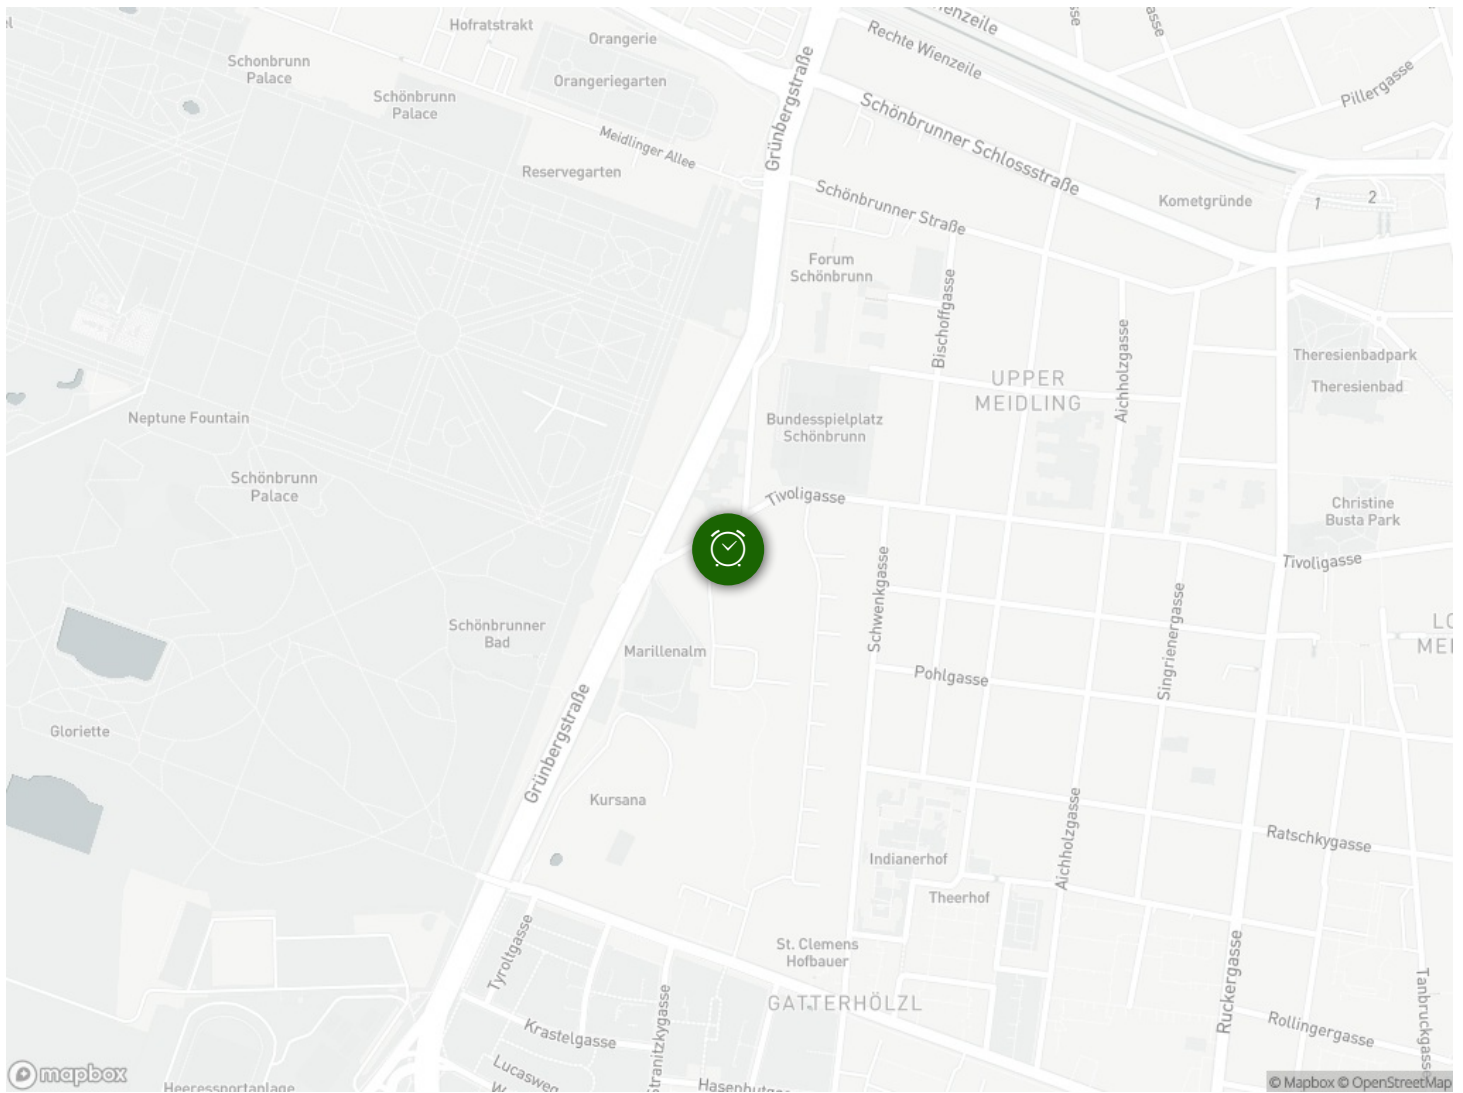 Hofratstrakt
Orangerie
Schonbrunn
Palace
Orangeriegarten
Schönbrunn
Palace
Meidlinger Allee
Reservegarten
Grünbergstraße
Rechte Wienzeile
Pillergasse
Schönbrunner Schlossstraße
Schönbrunner Straße
Kometgründe
1
2
Forum
Schönbrunn
Bischoffgasse
Aichholzgasse
UPPER
MEIDLING
Theresienbadpark
Theresienbad
Neptune Fountain
Bundesspielplatz
Schönbrunn
Schönbrunn
Palace
Tivoligasse
Christine
Busta Park
Tivoligasse
Schwenkgasse
Singrienergasse
Schönbrunner
Bad
Marillenalm
Pohlgasse
Gloriette
Grünbergstraße
Kursana
Aichholzgasse
Ratschkygasse
Indianerhof
Theerhof
Tyroltgasse
St. Clemens
Hofbauer
GATTERHÖLZL
Ruckergasse
Tanbruckgasse
Rollingergasse
Krastelgasse
Lucasweg
mapbox
© Mapbox © OpenStreetMap